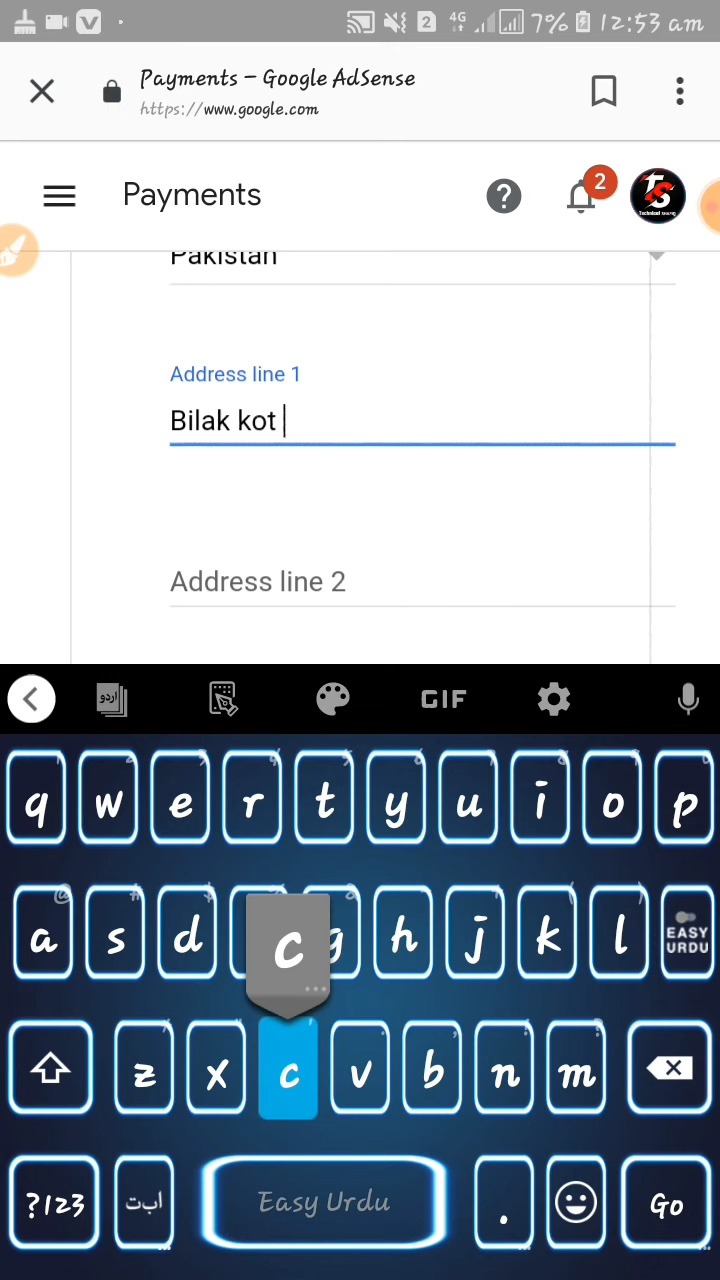 2 4G 7% 12:53 am
Payments – Google AdSense
https://www.google.com
Payments
2
TS
Pakistan
Address line 1
Bilak kot
Address line 2
اردو GIF
q w e r t y u i o p
a s d g h j k l EASY URDU
c
z x c v b n m
?123 ابت Easy Urdu . Go